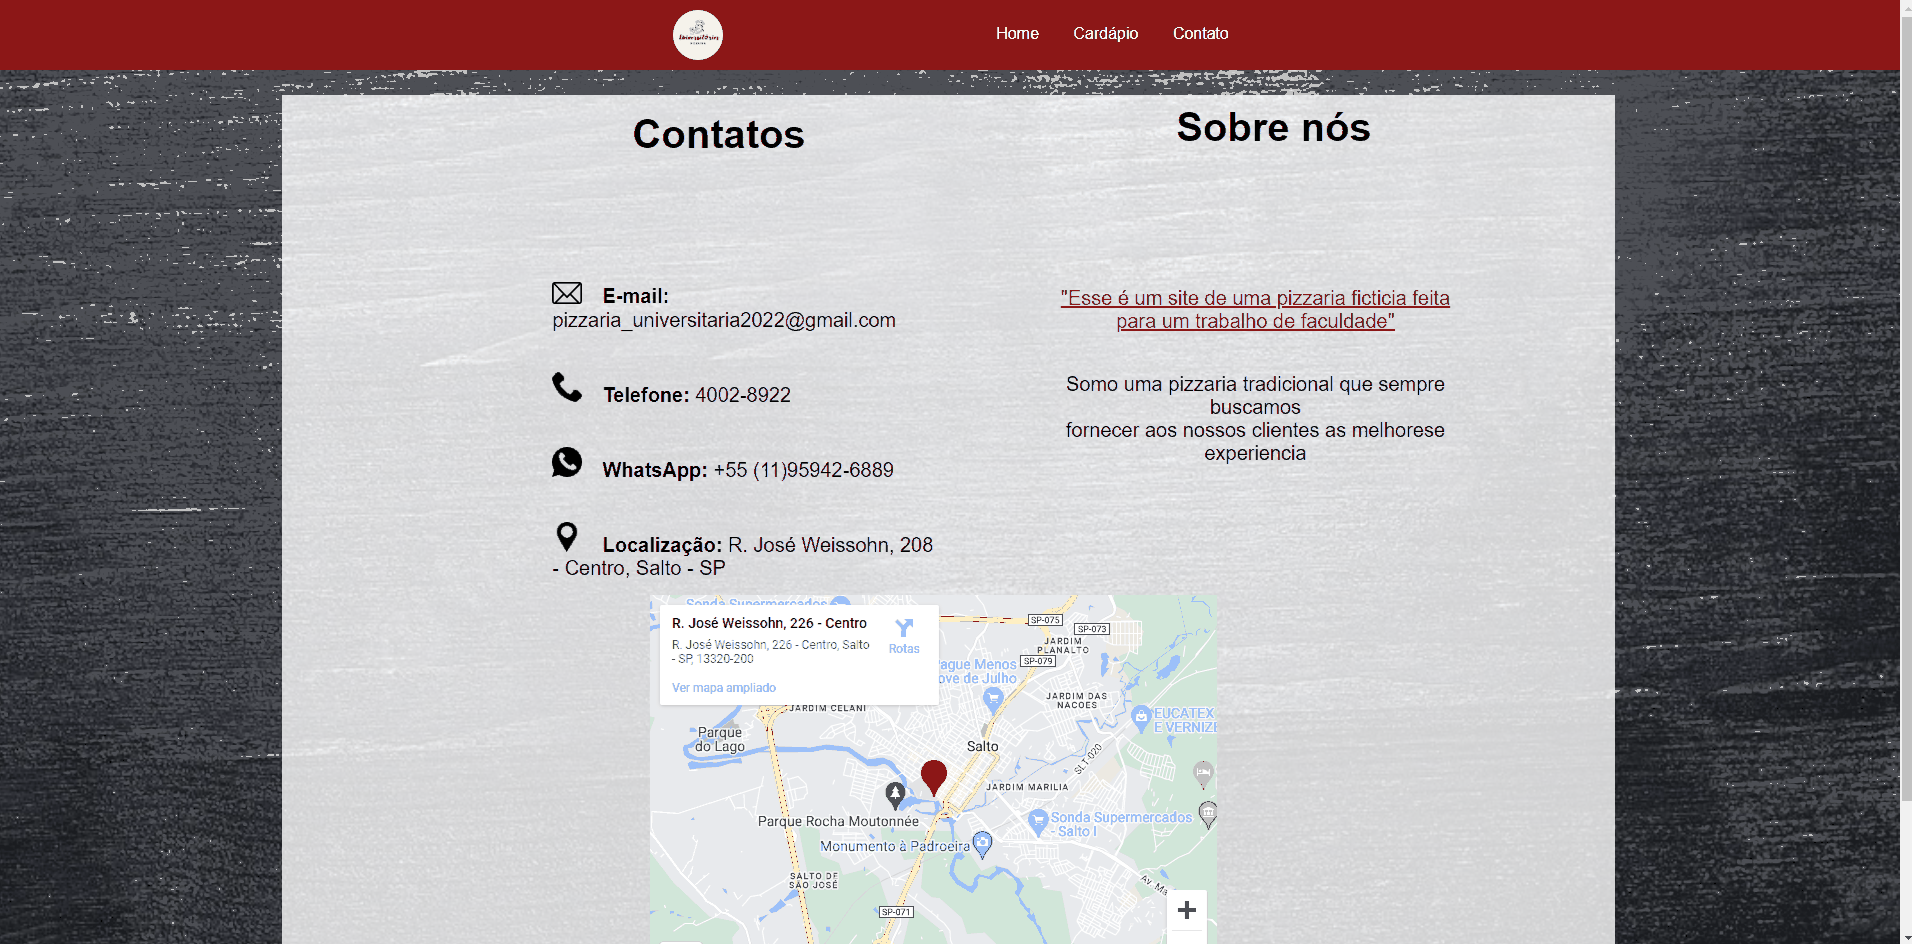 Universitários
Home
Cardápio
Contato
Contatos
E-mail:
pizzaria_universitaria2022@gmail.com
Telefone: 4002-8922
WhatsApp: +55 (11)95942-6889
Localização: R. José Weissohn, 208
- Centro, Salto - SP
Sobre nós
"Esse é um site de uma pizzaria ficticia feita
para um trabalho de faculdade"
Somo uma pizzaria tradicional que sempre
buscamos
fornecer aos nossos clientes as melhorese
experiencia
Sonda Supermercados
R. José Weissohn, 226 - Centro
R. José Weissohn, 226 - Centro, Salto
- SP, 13320-200
Rotas
Ver mapa ampliado
SP-075
SP-073
JARDIM
PLANALTO
SP-079
ague Menos
ove de Julho
JARDIM DAS
NACOES
JARDIM CELANI
EUCATEX
E VERNIZE
Parque
do Lago
Salto
SLT-020
JARDIM MARILIA
Parque Rocha Moutonnée
Sonda Supermercados
- Salto I
Monumento à Padroeira
SALTO DE
SÃO JOSÉ
Av. Ma
SP-071
+